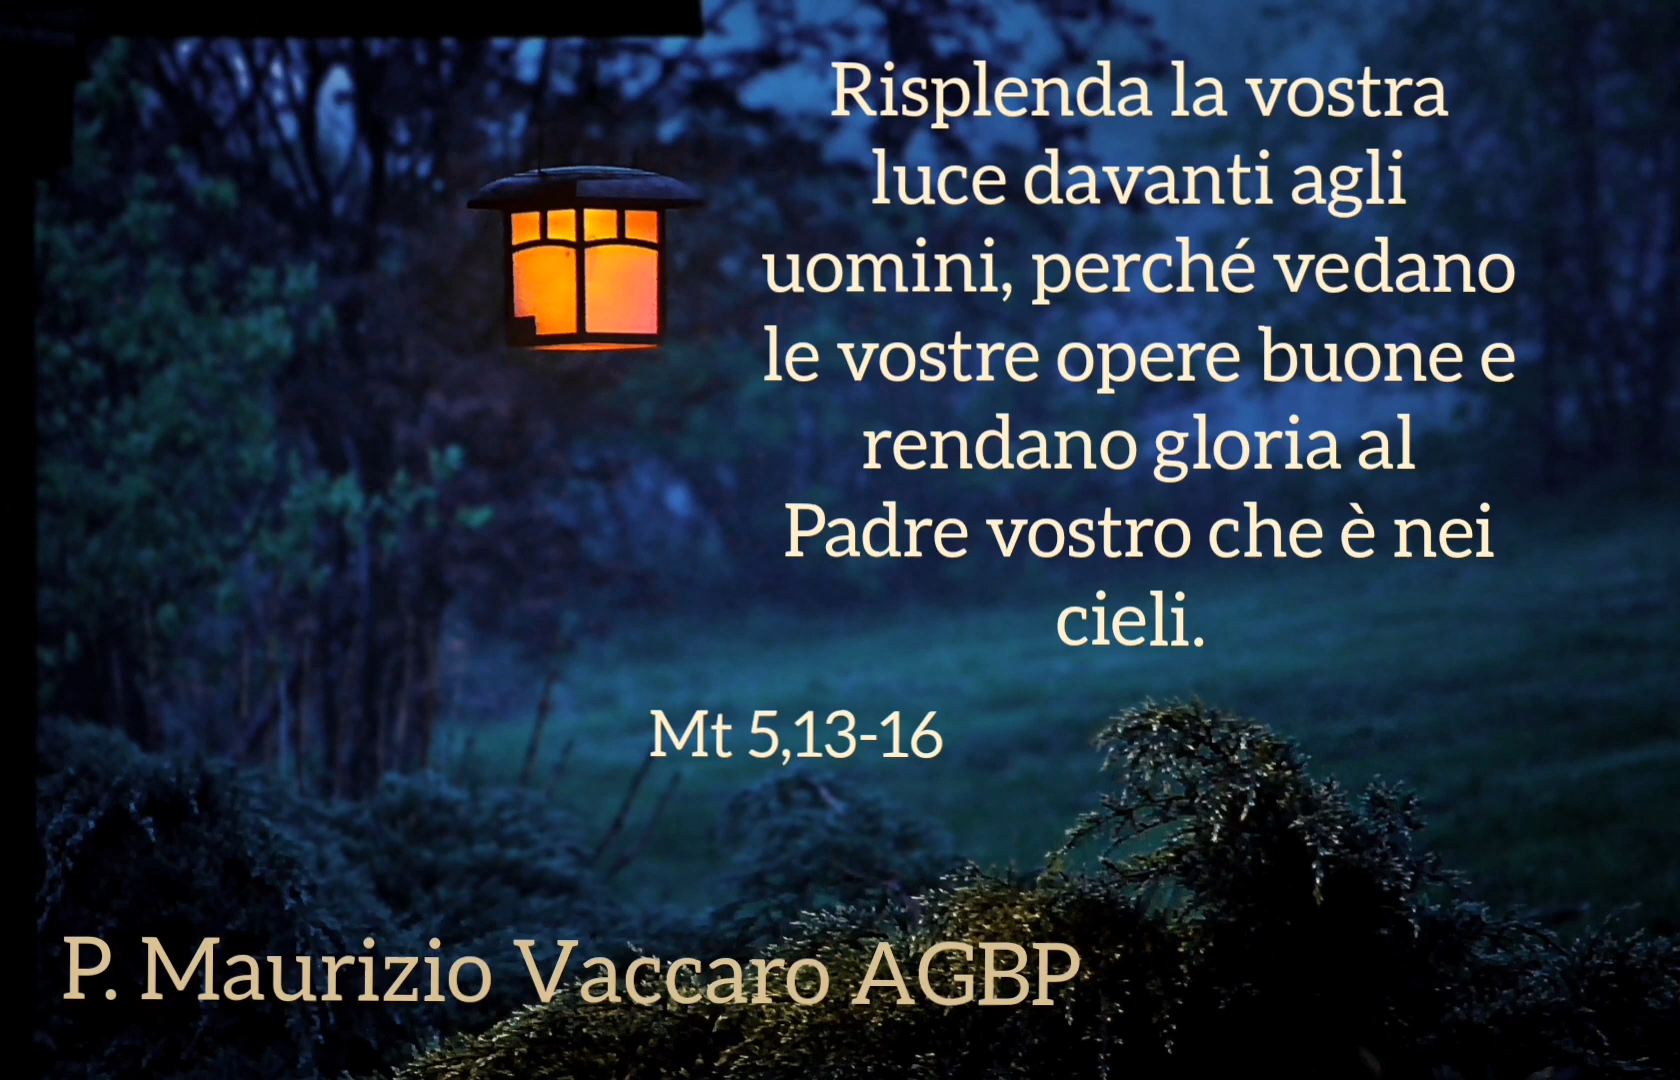 Risplenda la vostra
luce davanti agli
uomini, perché vedano
le vostre opere buone e
rendano gloria al
Padre vostro che è nei
cieli.
Mt 5,13-16
P. Maurizio Vaccaro AGBP